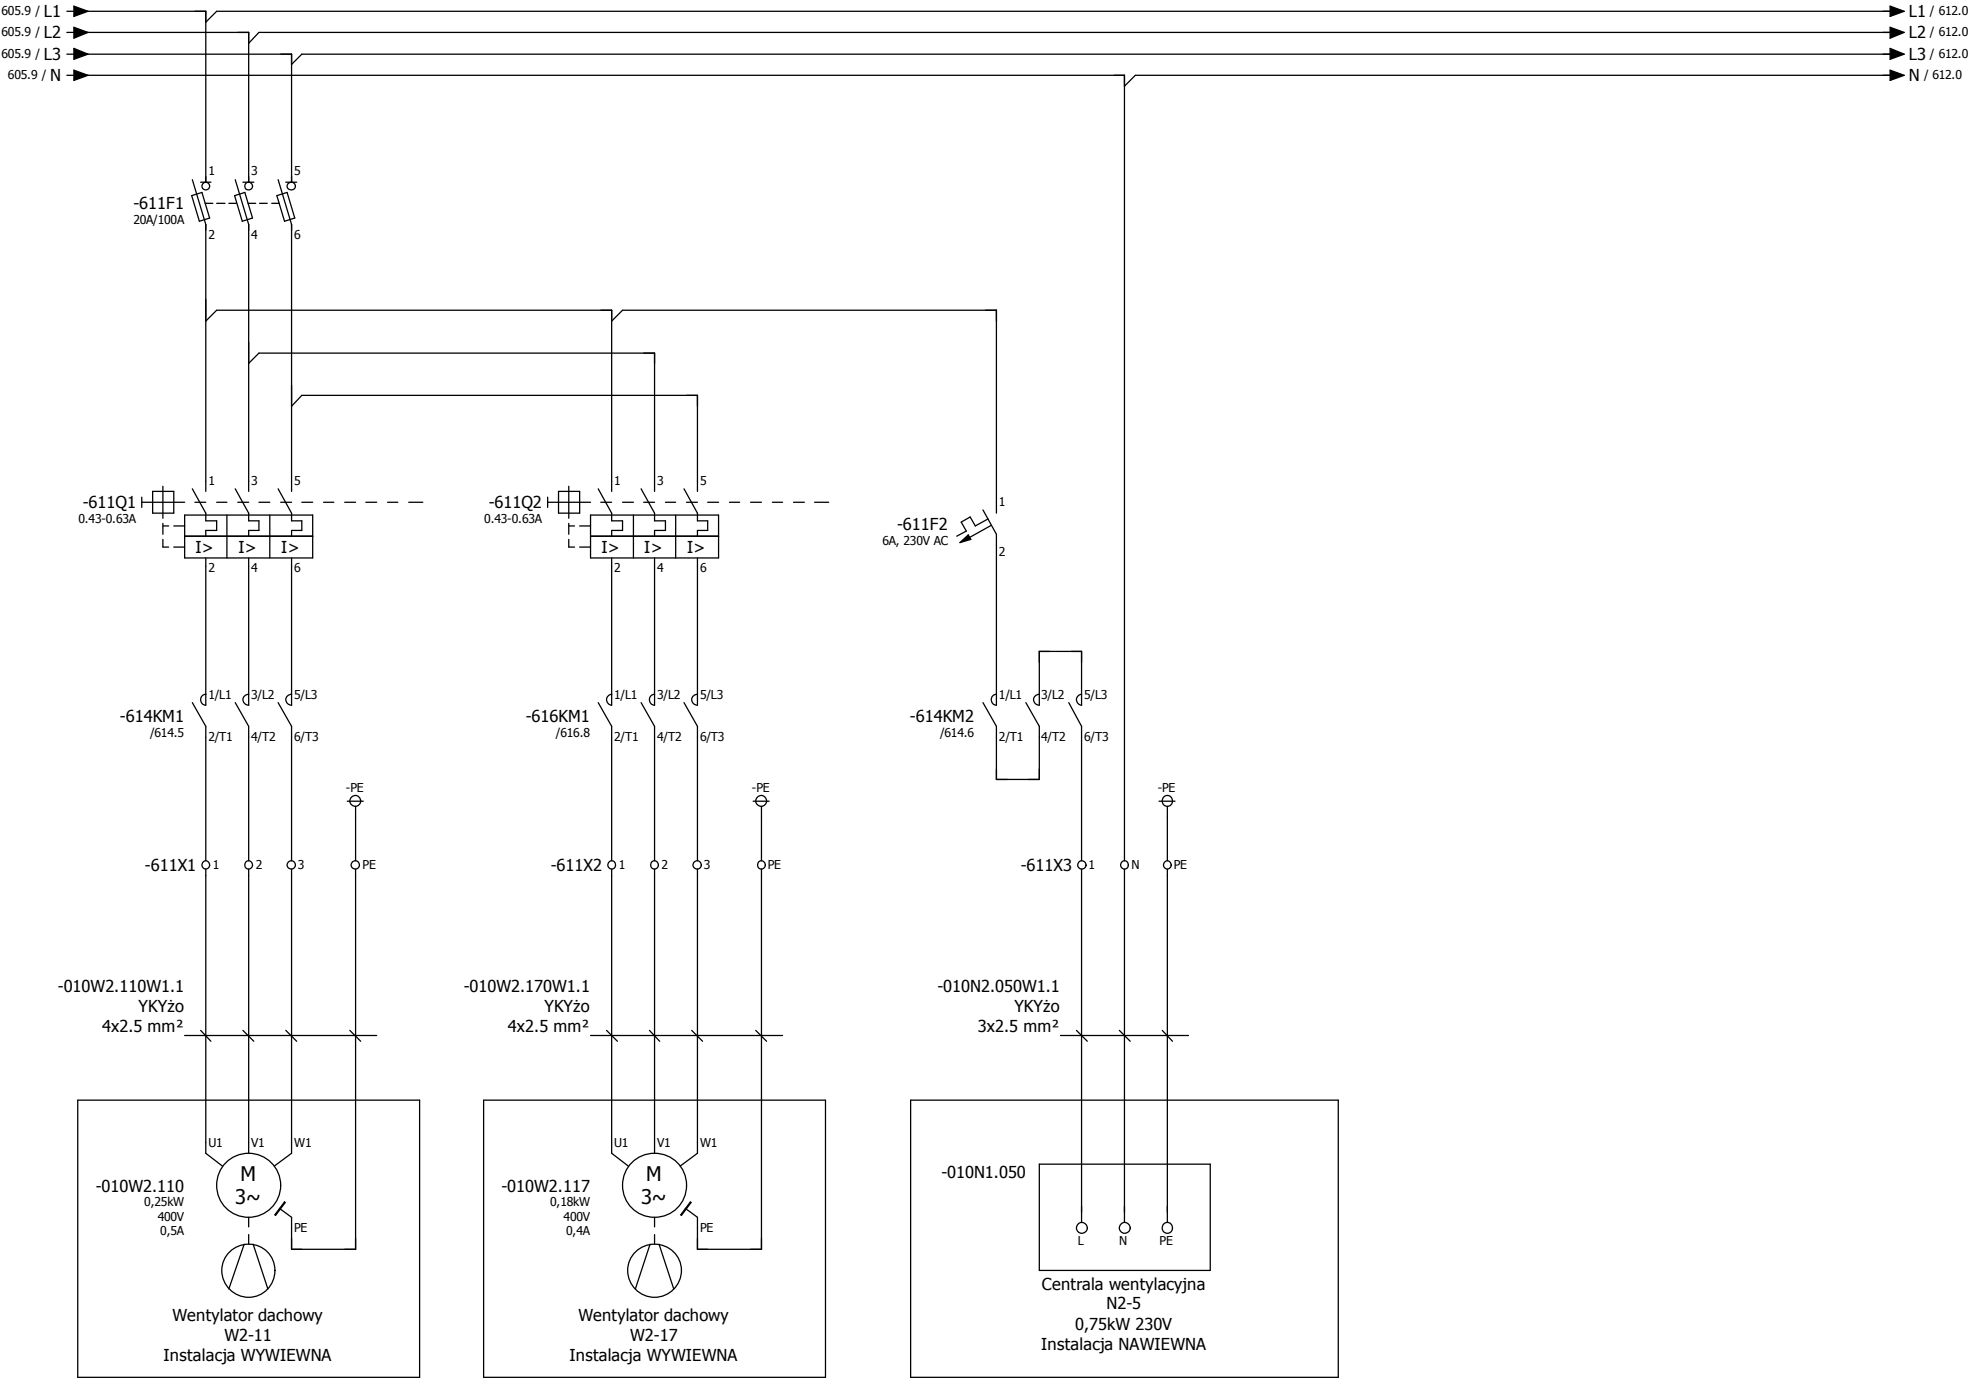 605.9 / L1
L1 / 612.0
605.9 / L2
L2 / 612.0
605.9 / L3
L3 / 612.0
605.9 / N
N / 612.0
1 3 5
-611F1
20A/100A
2 4 6
1 3 5
-611Q1
0.43-0.63A
I> I> I>
2 4 6
1 3 5
-611Q2
0.43-0.63A
I> I> I>
2 4 6
1
-611F2
6A, 230V AC
2
1/L1 3/L2 5/L3
-614KM1
/614.5
2/T1 4/T2 6/T3
1/L1 3/L2 5/L3
-616KM1
/616.8
2/T1 4/T2 6/T3
1/L1 3/L2 5/L3
-614KM2
/614.6
2/T1 4/T2 6/T3
-PE
-PE
-PE
-611X1 1 2 3 PE
-611X2 1 2 3 PE
-611X3 1 N PE
-010W2.110W1.1
YKYżo
4x2.5 mm²
-010W2.170W1.1
YKYżo
4x2.5 mm²
-010N2.050W1.1
YKYżo
3x2.5 mm²
U1 V1 W1
M
3~
-010W2.110
0,25kW
400V
0,5A
PE
Wentylator dachowy
W2-11
Instalacja WYWIEWNA
U1 V1 W1
M
3~
-010W2.117
0,18kW
400V
0,4A
PE
Wentylator dachowy
W2-17
Instalacja WYWIEWNA
-010N1.050
L N PE
Centrala wentylacyjna
N2-5
0,75kW 230V
Instalacja NAWIEWNA